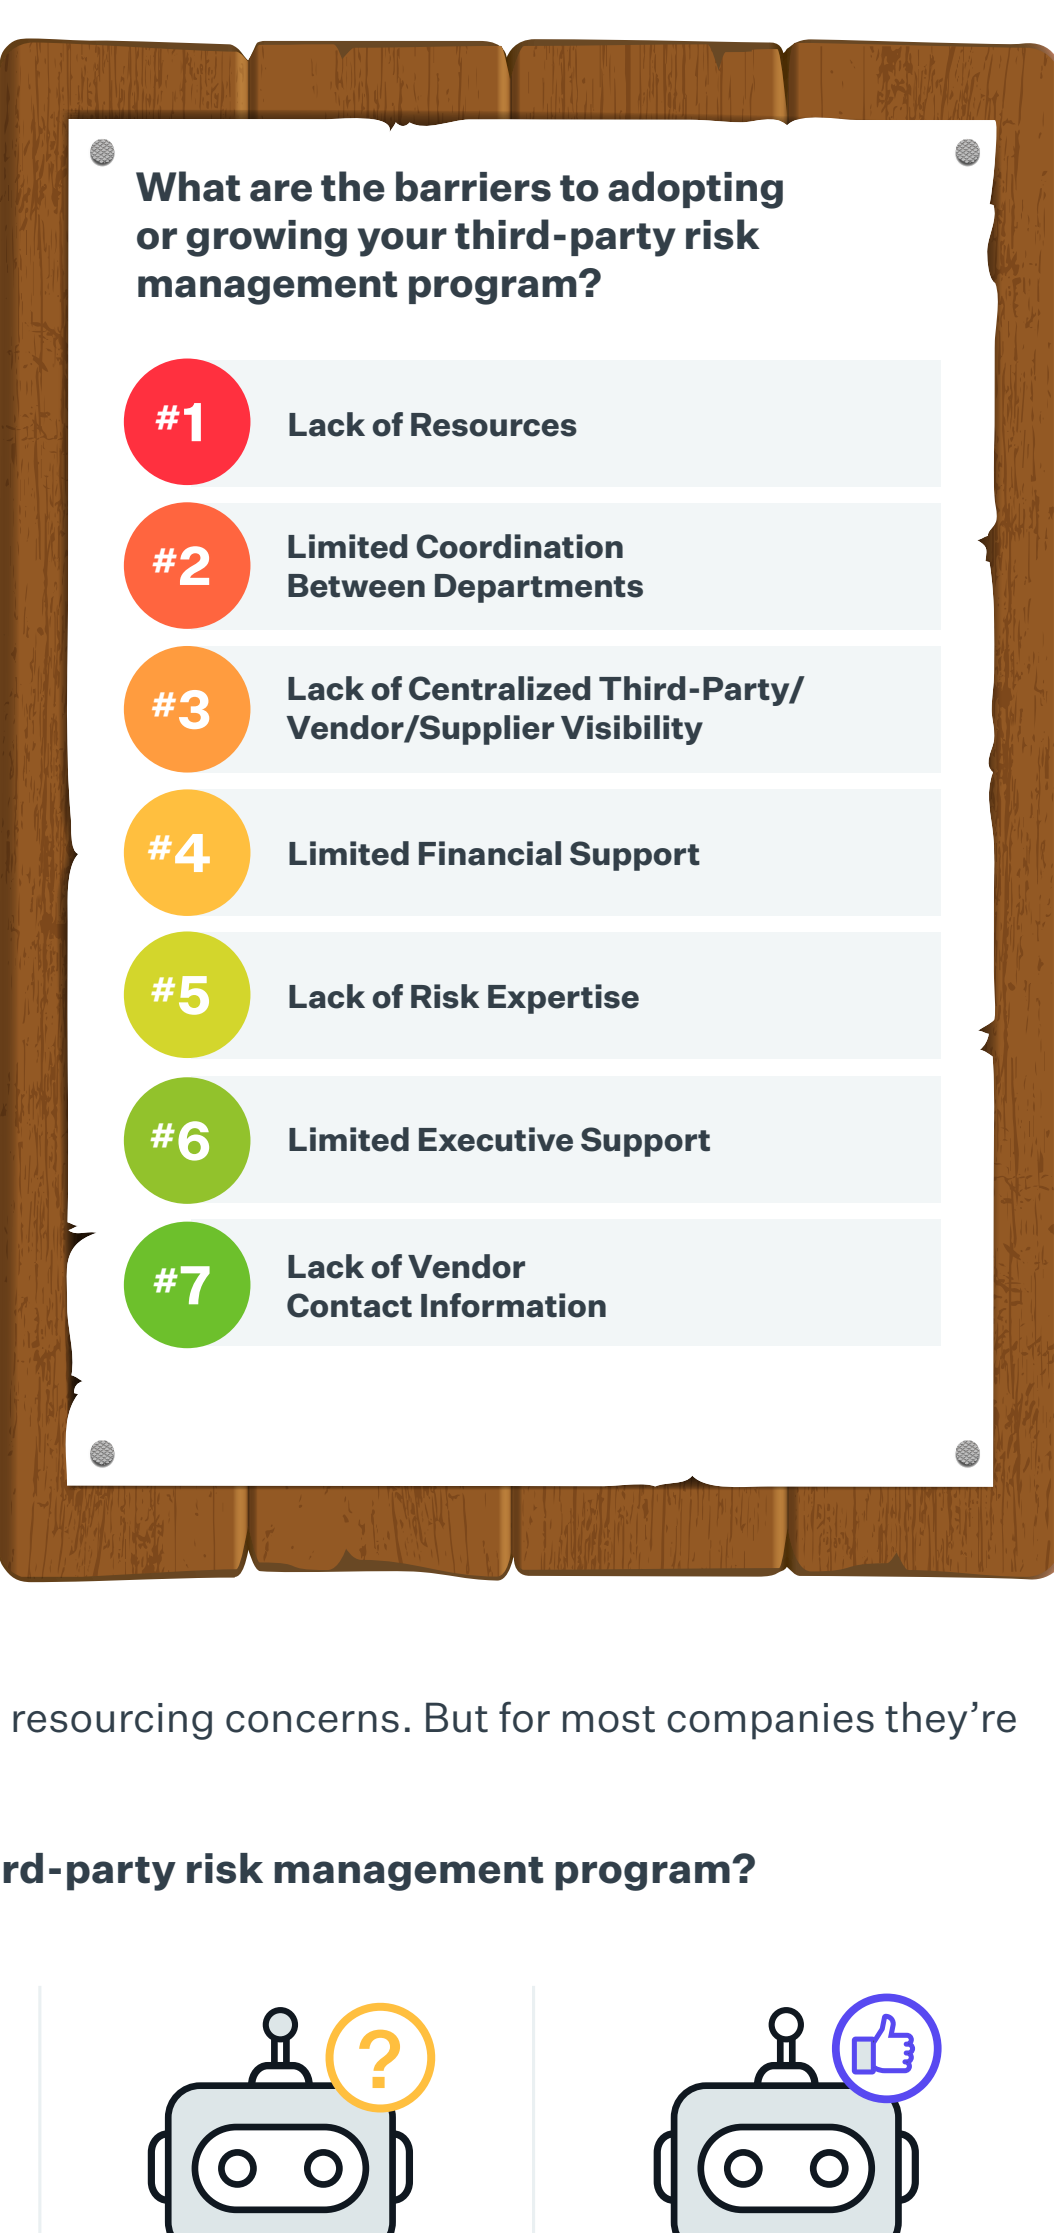 What are the barriers to adopting
or growing your third-party risk
management program?
#1
Lack of Resources
#2
Limited Coordination
Between Departments
#3
Lack of Centralized Third-Party/
Vendor/Supplier Visibility
#4
Limited Financial Support
#5
Lack of Risk Expertise
#6
Limited Executive Support
#7
Lack of Vendor
Contact Information
resourcing concerns. But for most companies they’re
rd-party risk management program?
?